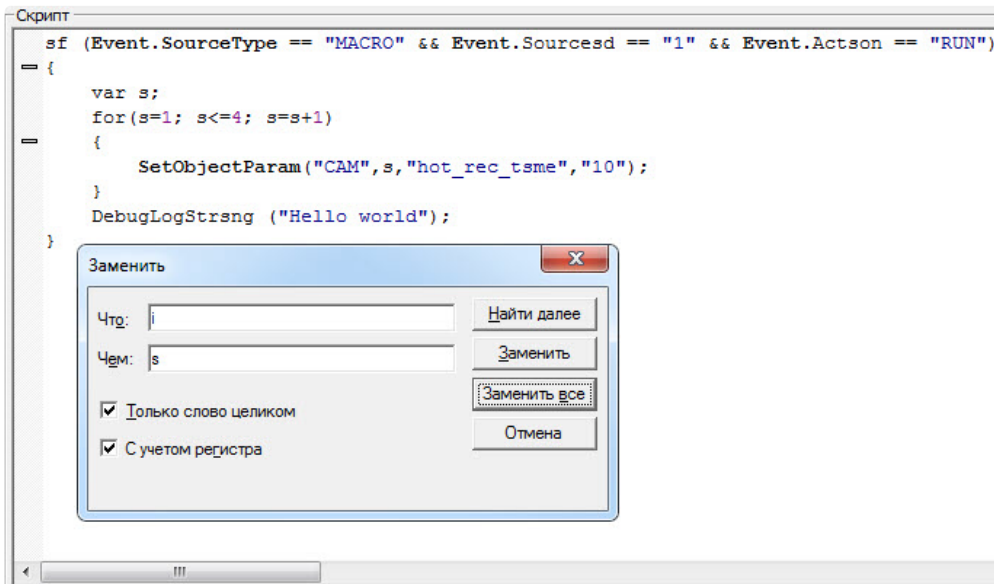 Скрипт
sf (Event.SourceType == "MACRO" && Event.Sourcesd == "1" && Event.Actson == "RUN")
{
var s;
for(s=1; s<=4; s=s+1)
{
SetObjectParam("CAM",s,"hot_rec_tsme","10");
}
DebugLogStrsng ("Hello world");
}
Заменить
Что: i
Найти далее
Чем: s
Заменить
Заменить все
Только слово целиком
Отмена
С учетом регистра